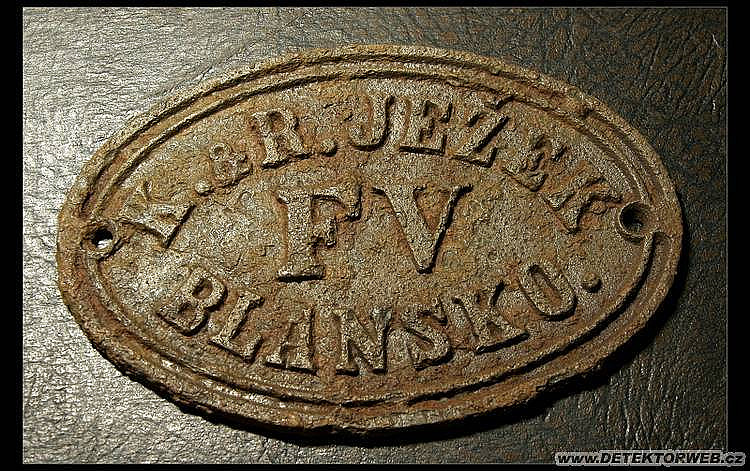 K. & R. JEŽEK
FV
BLANSKO.
www.DETEKTORWEB.cz